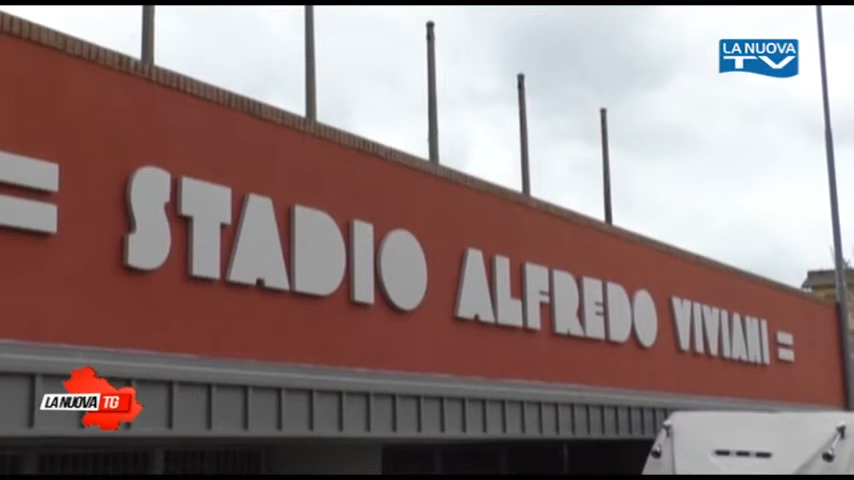 LA NUOVA
TV
= STADIO ALFREDO VIVIANI =
LA NUOVA TG